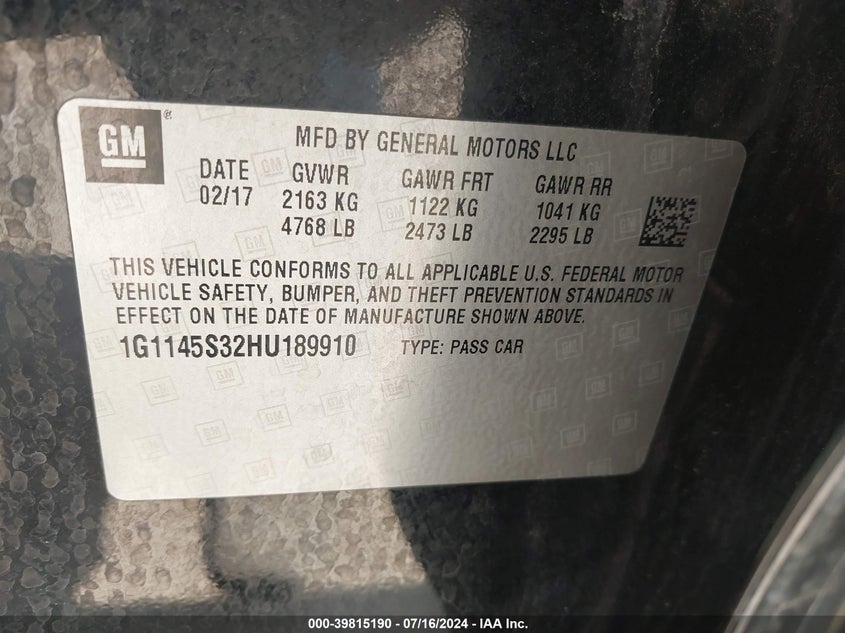 GM ®
MFD BY GENERAL MOTORS LLC
DATE GVWR GAWR FRT GAWR RR
02/17 2163 KG 1122 KG 1041 KG
4768 LB 2473 LB 2295 LB
THIS VEHICLE CONFORMS TO ALL APPLICABLE U.S. FEDERAL MOTOR
VEHICLE SAFETY, BUMPER, AND THEFT PREVENTION STANDARDS IN
EFFECT ON THE DATE OF MANUFACTURE SHOWN ABOVE.
1G1145S32HU189910 TYPE: PASS CAR
000-39815190 - 07/16/2024 - IAA Inc.